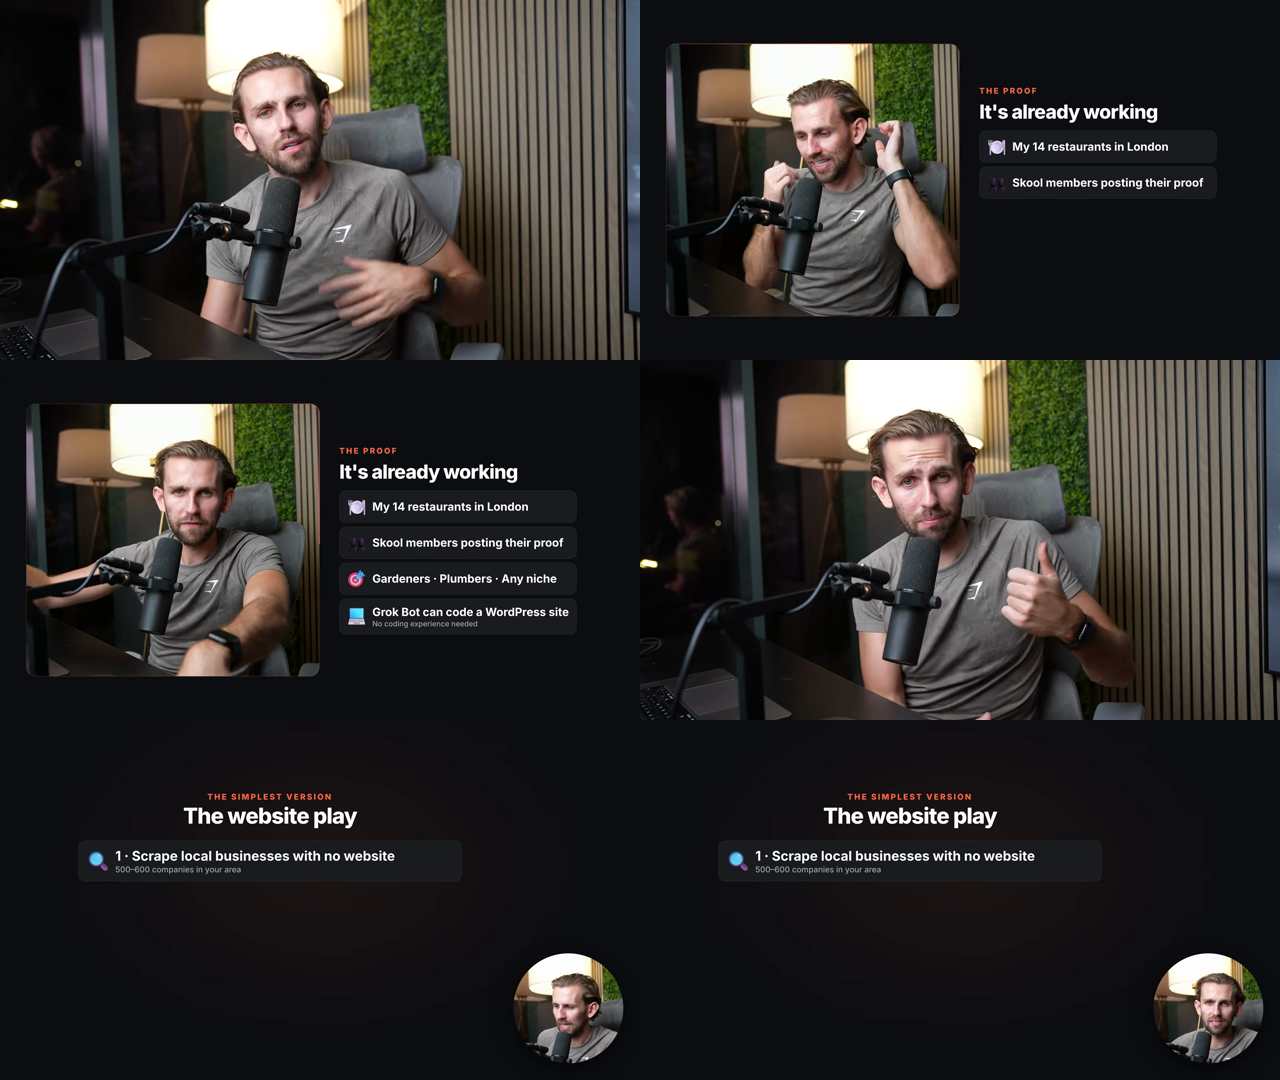 THE PROOF
It's already working
My 14 restaurants in London
Skool members posting their proof
THE PROOF
It's already working
My 14 restaurants in London
Skool members posting their proof
Gardeners · Plumbers · Any niche
Grok Bot can code a WordPress site
No coding experience needed
THE SIMPLEST VERSION
The website play
1 · Scrape local businesses with no website
500–600 companies in your area
THE SIMPLEST VERSION
The website play
1 · Scrape local businesses with no website
500–600 companies in your area